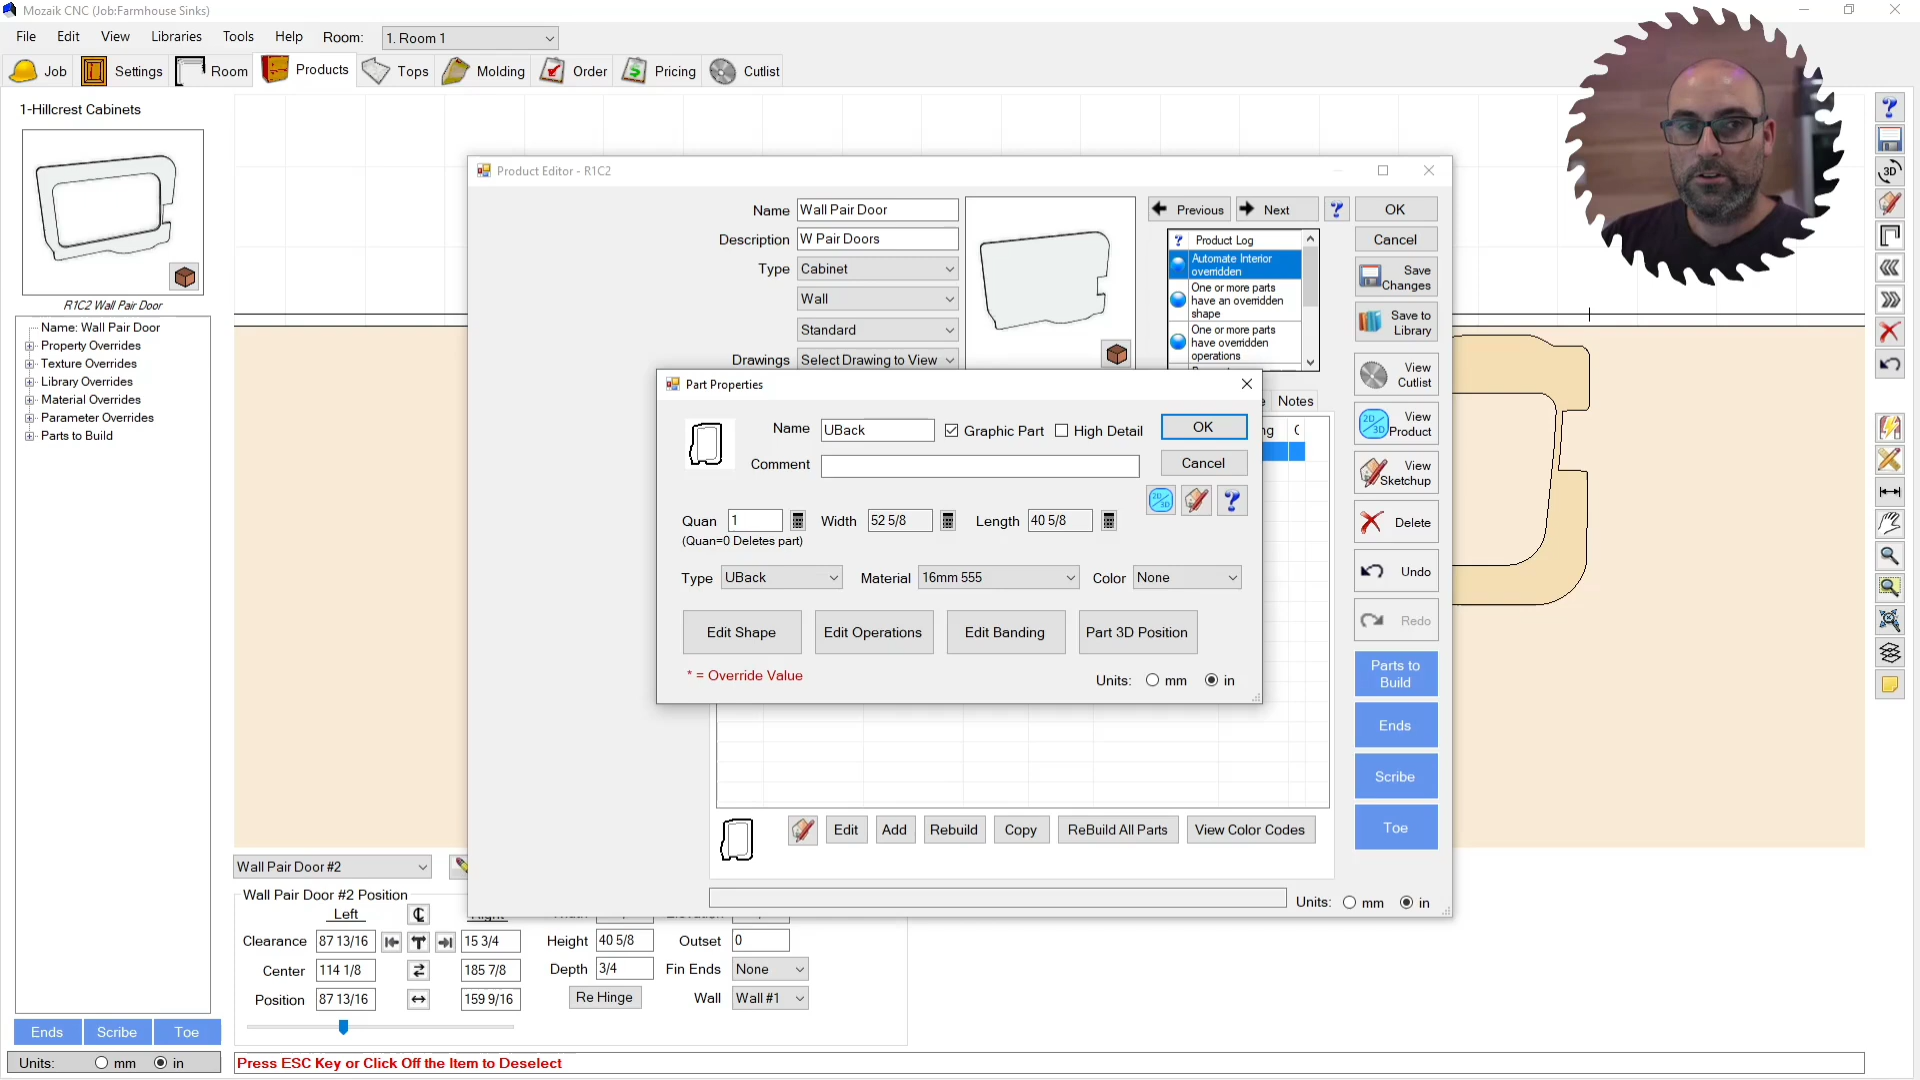 Mozaik CNC (Job:Farmhouse Sinks)
File Edit View Libraries Tools Help Room: 1. Room 1
Job Settings Room Products Tops Molding Order Pricing Cutlist
1-Hillcrest Cabinets
R1C2 Wall Pair Door
Name: Wall Pair Door
Property Overrides
Texture Overrides
Library Overrides
Material Overrides
Parameter Overrides
Parts to Build
Product Editor - R1C2
Name Wall Pair Door
Description W Pair Doors
Type Cabinet
Wall
Standard
Drawings Select Drawing to View
Previous Next ? OK
Cancel
Save Changes
Save to Library
View Cutlist
View Product
View Sketchup
Delete
Undo
Redo
Parts to Build
Ends
Scribe
Toe
? Product Log
Automate Interior overridden
One or more parts have an overridden shape
One or more parts have overridden operations
Notes
Part Properties
Name UBack Graphic Part High Detail OK
Comment Cancel
2D/3D ?
Quan 1 Width 52 5/8 Length 40 5/8
(Quan=0 Deletes part)
Type UBack Material 16mm 555 Color None
Edit Shape Edit Operations Edit Banding Part 3D Position
* = Override Value
Units: mm in
Edit Add Rebuild Copy ReBuild All Parts View Color Codes
Units: mm in
Wall Pair Door #2
Wall Pair Door #2 Position
Left
Clearance 87 13/16 15 3/4 Height 40 5/8 Outset 0
Center 114 1/8 185 7/8 Depth 3/4 Fin Ends None
Position 87 13/16 159 9/16 Re Hinge Wall Wall #1
Ends Scribe Toe
Units: mm in
Press ESC Key or Click Off the Item to Deselect
? 3D